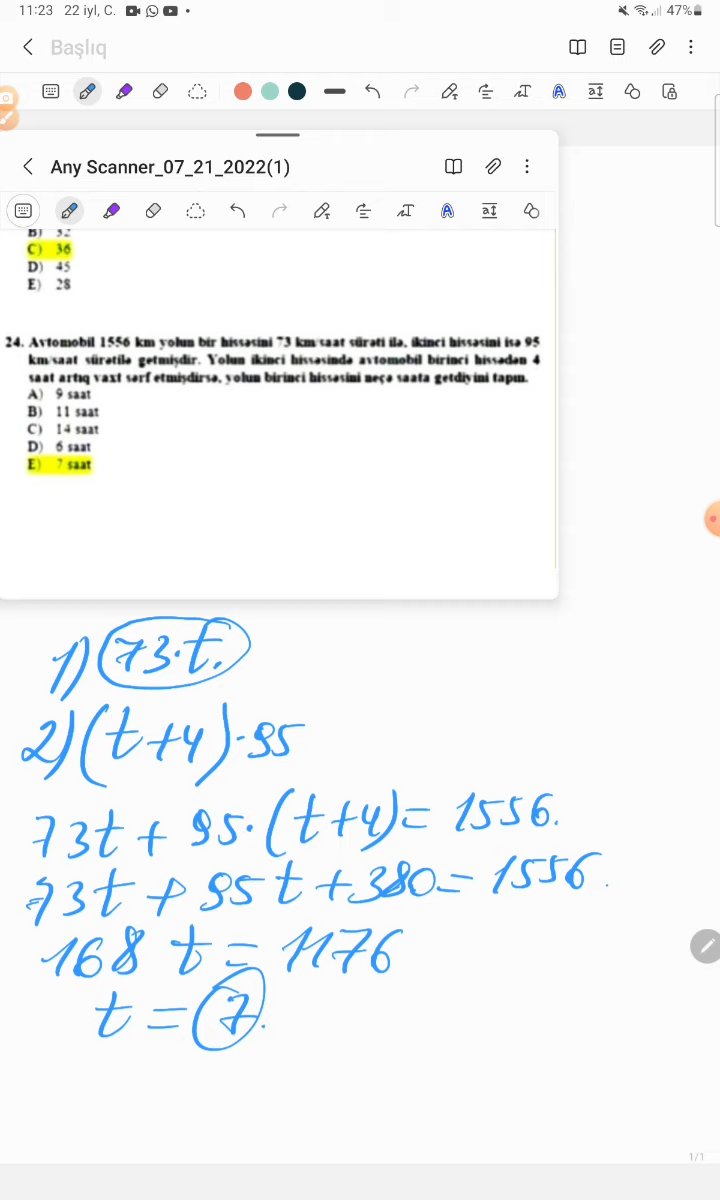 11:23 22 iyl, C. 47%
Başlıq
Any Scanner_07_21_2022(1)
B) 32
C) 36
D) 45
E) 28
24. Avtomobil 1556 km yolun bir hissəsini 73 km/saat sürəti ilə, ikinci hissəsini isə 95
km/saat sürətilə getmişdir. Yolun ikinci hissəsində avtomobil birinci hissədən 4
saat artıq vaxt sərf etmişdirsə, yolun birinci hissəsini neçə saata getdiyini tapın.
A) 9 saat
B) 11 saat
C) 14 saat
D) 6 saat
E) 7 saat
1) 73·t.
2) (t+4)·95
73t + 95·(t+4) = 1556.
73t + 95t + 380 = 1556.
168 t = 1176
t = 7.
1/1